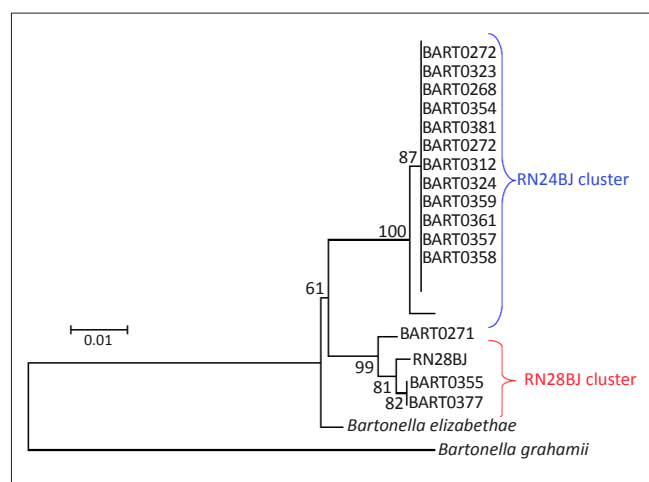 BART0272
BART0323
BART0268
BART0354
BART0381
BART0272
87
BART0312
RN24BJ cluster
BART0324
BART0359
BART0361
100
BART0357
BART0358
61
0.01
BART0271
99
RN28BJ
81
BART0355
RN28BJ cluster
82
BART0377
Bartonella elizabethae
Bartonella grahamii